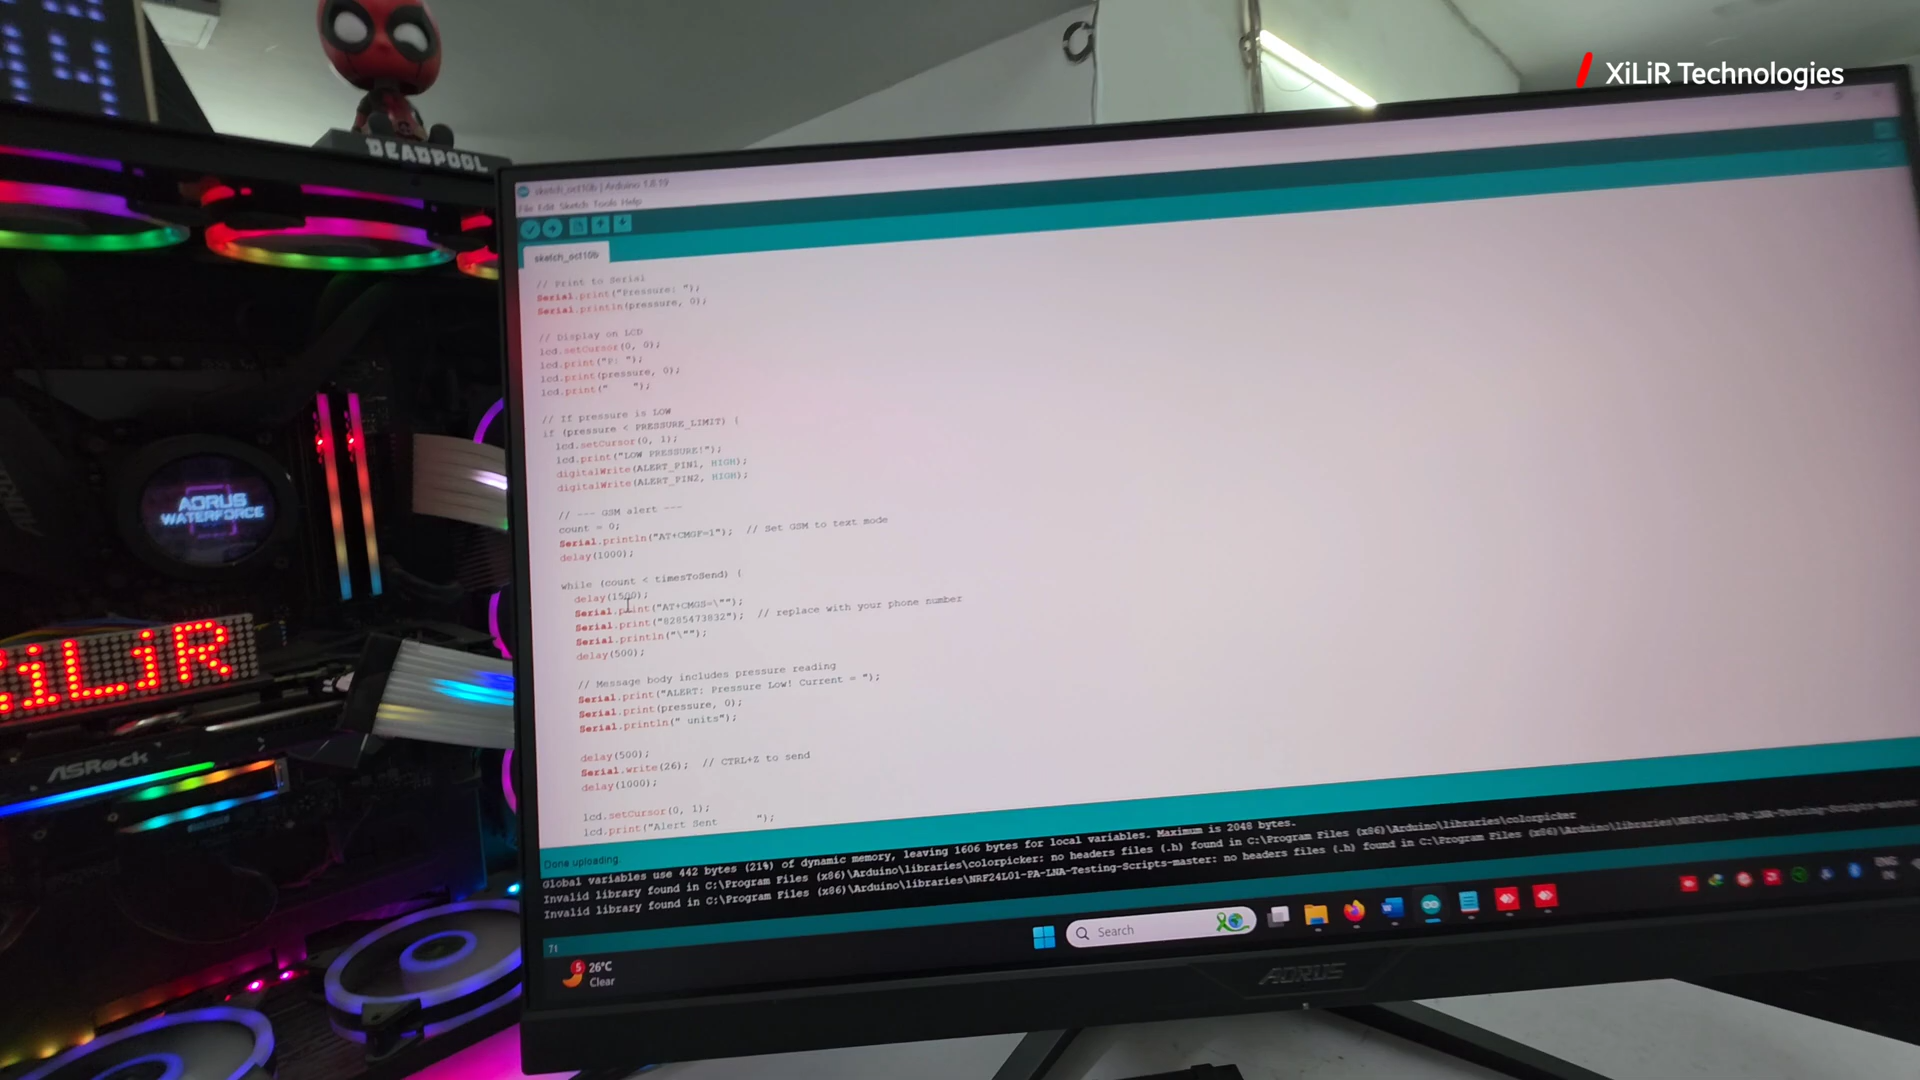 XiLiR Technologies
DEADPOOL
sketch_oct10b | Arduino 1.8.19
File Edit Sketch Tools Help
sketch_oct10b
// Print to Serial
Serial.print("Pressure: ");
Serial.println(pressure, 0);
// Display on LCD
lcd.setCursor(0, 0);
lcd.print("P: ");
lcd.print(pressure, 0);
lcd.print("    ");
// If pressure is LOW
if (pressure < PRESSURE_LIMIT) {
lcd.setCursor(0, 1);
lcd.print("LOW PRESSURE!");
digitalWrite(ALERT_PIN1, HIGH);
digitalWrite(ALERT_PIN2, HIGH);
// --- GSM alert ---
count = 0;
Serial.println("AT+CMGF=1");  // Set GSM to text mode
delay(1000);
while (count < timesToSend) {
delay(1500);
Serial.print("AT+CMGS=\"");
Serial.print("8285473832");  // replace with your phone number
Serial.println("\"");
delay(500);
// Message body includes pressure reading
Serial.print("ALERT: Pressure Low! Current = ");
Serial.print(pressure, 0);
Serial.println(" units");
delay(500);
Serial.write(26);  // CTRL+Z to send
delay(1000);
lcd.setCursor(0, 1);
lcd.print("Alert Sent      ");
Done uploading.
Global variables use 442 bytes (21%) of dynamic memory, leaving 1606 bytes for local variables. Maximum is 2048 bytes.
Invalid library found in C:\Program Files (x86)\Arduino\libraries\colorpicker: no headers files (.h) found in C:\Program Files (x86)\Arduino\libraries\colorpicker
Invalid library found in C:\Program Files (x86)\Arduino\libraries\NRF24L01-PA-LNA-Testing-Scripts-master: no headers files (.h) found in C:\Program Files (x86)\Arduino\libraries\NRF24L01-PA-LNA-Testing-Scripts-master
Search
ENG
IN
5
26°C
Clear
AORUS
AORUS
WATERFORCE
XiLiR
ASRock